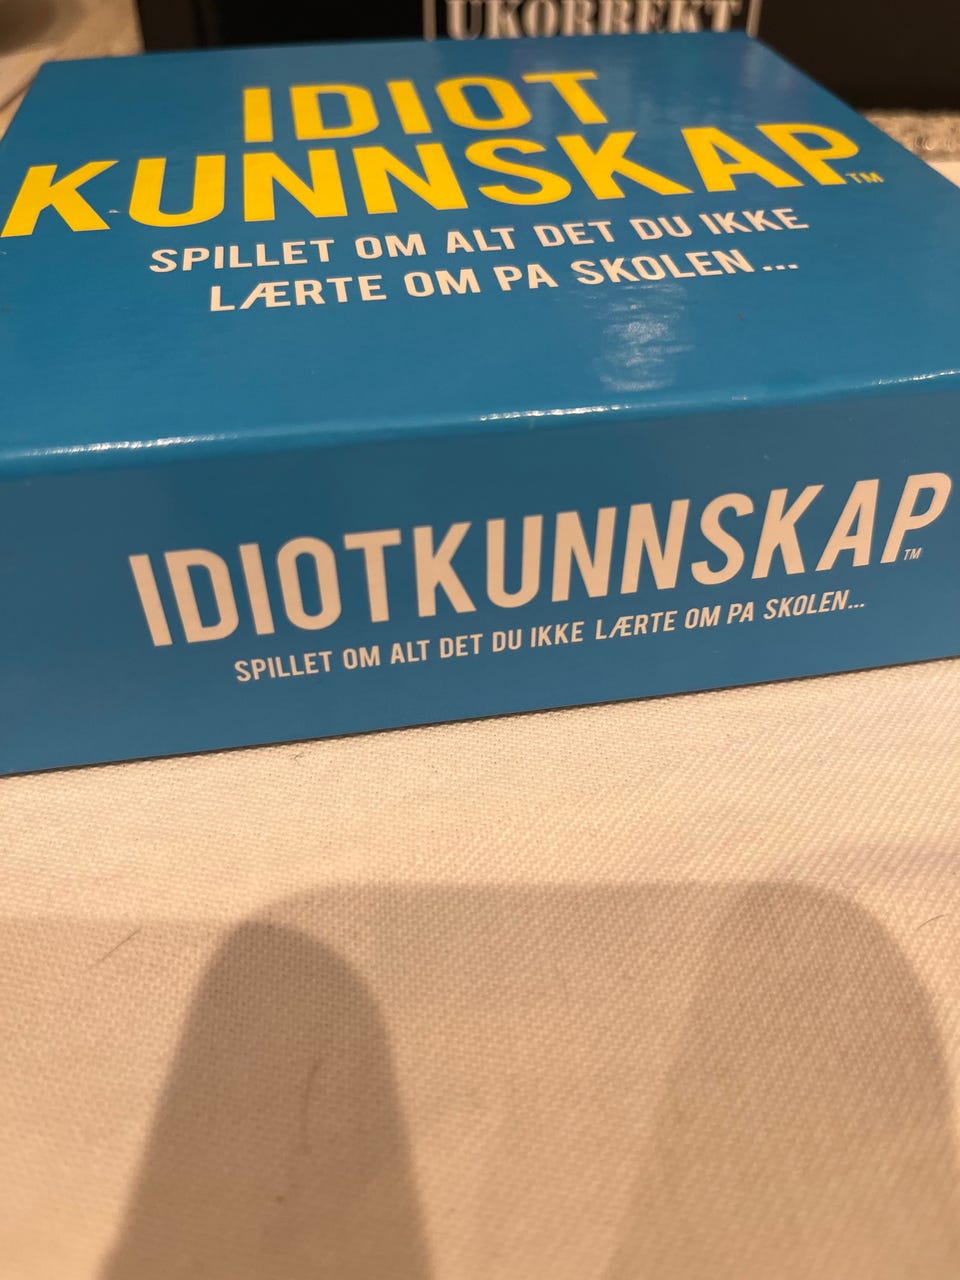 UKORREKT
IDIOT
KUNNSKAP™
SPILLET OM ALT DET DU IKKE
LÆRTE OM PA SKOLEN...
IDIOTKUNNSKAP™
SPILLET OM ALT DET DU IKKE LÆRTE OM PA SKOLEN...